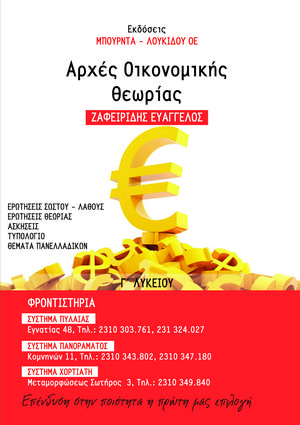 Εκδόσεις
ΜΠΟΥΡΝΤΑ - ΛΟΥΚΙΔΟΥ ΟΕ
Αρχές Οικονομικής
Θεωρίας
ΖΑΦΕΙΡΙΔΗΣ ΕΥΑΓΓΕΛΟΣ
ΕΡΩΤΗΣΕΙΣ ΣΩΣΤΟΥ - ΛΑΘΟΥΣ
ΕΡΩΤΗΣΕΙΣ ΘΕΩΡΙΑΣ
ΑΣΚΗΣΕΙΣ
ΤΥΠΟΛΟΓΙΟ
ΘΕΜΑΤΑ ΠΑΝΕΛΛΑΔΙΚΩΝ
Γ΄ ΛΥΚΕΙΟΥ
ΦΡΟΝΤΙΣΤΗΡΙΑ
ΣΥΣΤΗΜΑ ΠΥΛΑΙΑΣ
Εγνατίας 48, Τηλ.: 2310 303.761, 231 324.027
ΣΥΣΤΗΜΑ ΠΑΝΟΡΑΜΑΤΟΣ
Κομνηνών 11, Τηλ.: 2310 343.802, 2310 347.180
ΣΥΣΤΗΜΑ ΧΟΡΤΙΑΤΗ
Μεταμορφώσεως Σωτήρος 3, Τηλ.: 2310 349.840
Επένδυση στην ποιότητα η πρώτη μας επιλογή